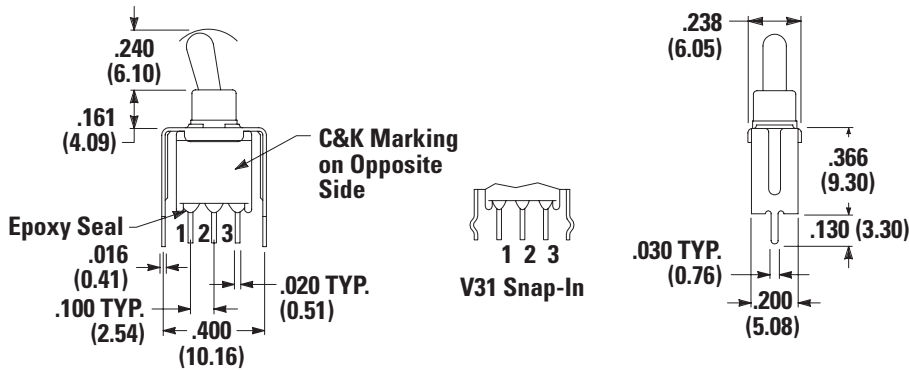 .240
(6.10)
.161
(4.09)
C&K Marking
on Opposite
Side
Epoxy Seal
1 2 3
.016
(0.41)
.020 TYP.
(0.51)
.100 TYP.
(2.54)
.400
(10.16)
1 2 3
V31 Snap-In
.238
(6.05)
.366
(9.30)
.130 (3.30)
.030 TYP.
(0.76)
.200
(5.08)